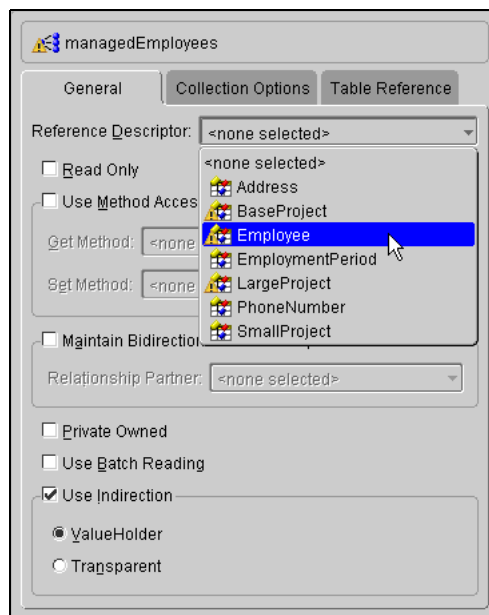 managedEmployees
General Collection Options Table Reference
Reference Descriptor: <none selected>
<none selected>
Address
BaseProject
Employee
EmploymentPeriod
LargeProject
PhoneNumber
SmallProject
Read Only
Use Method Acces
Get Method: <none
Set Method: <none
Maintain Bidirection
Relationship Partner: <none selected>
Private Owned
Use Batch Reading
Use Indirection
ValueHolder
Transparent